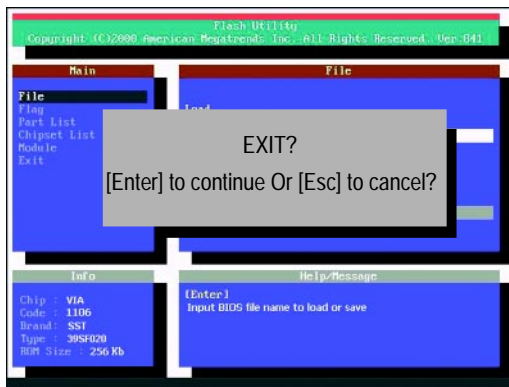 Flash Utility
Copyright (C)2000 American Megatrends Inc. All Rights Reserved. Ver:841
Main
File
File
Flag
Part List
Chipset List
Module
Exit
Load
EXIT?
[Enter] to continue Or [Esc] to cancel?
Info
Chip : VIA
Code : 1106
Brand: SST
Type : 39SF020
ROM Size : 256 Kb
Help/Message
[Enter]
Input BIOS file name to load or save